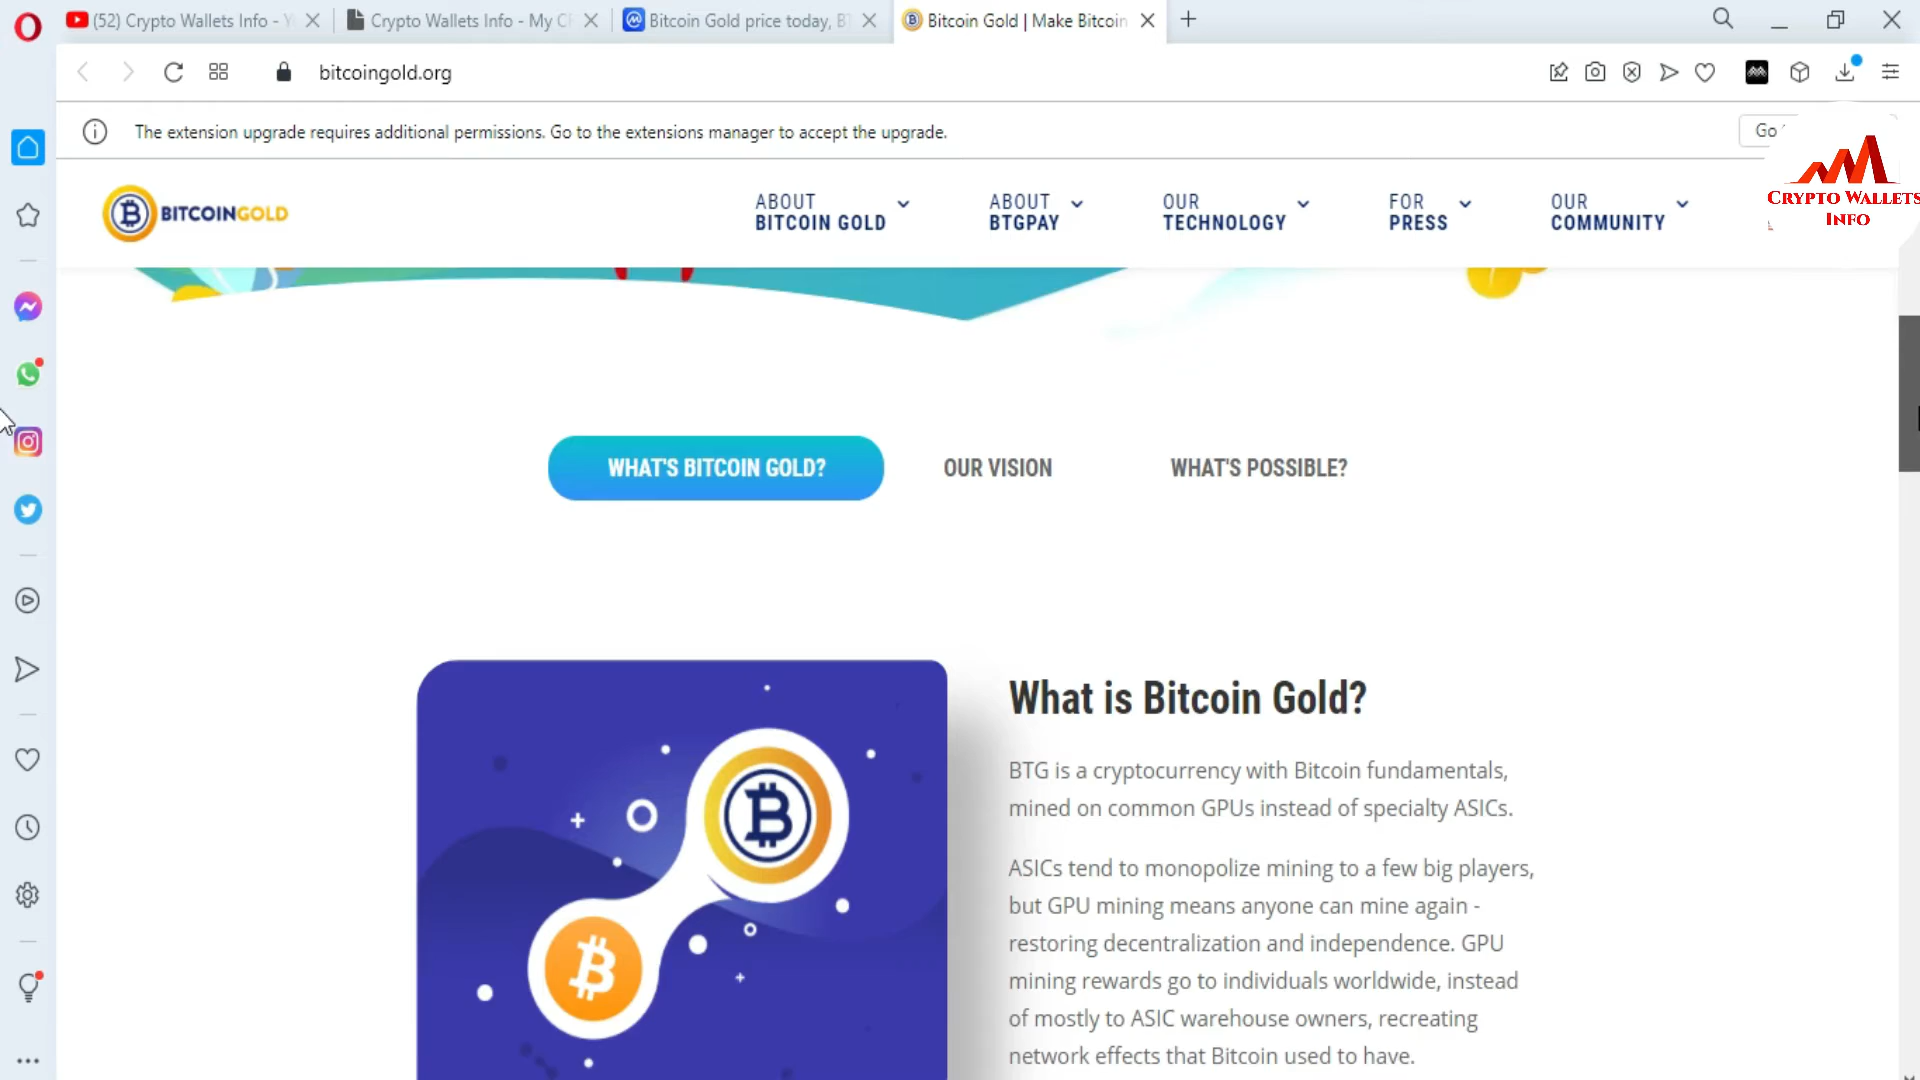 (52) Crypto Wallets Info - Y
Crypto Wallets Info - My C
Bitcoin Gold price today, B
Bitcoin Gold | Make Bitcoin
bitcoingold.org
The extension upgrade requires additional permissions. Go to the extensions manager to accept the upgrade.
Go
CRYPTO WALLETS
INFO
BITCOINGOLD
ABOUT
BITCOIN GOLD
ABOUT
BTGPAY
OUR
TECHNOLOGY
FOR
PRESS
OUR
COMMUNITY
WHAT'S BITCOIN GOLD?
OUR VISION
WHAT'S POSSIBLE?
What is Bitcoin Gold?
BTG is a cryptocurrency with Bitcoin fundamentals,
mined on common GPUs instead of specialty ASICs.
ASICs tend to monopolize mining to a few big players,
but GPU mining means anyone can mine again -
restoring decentralization and independence. GPU
mining rewards go to individuals worldwide, instead
of mostly to ASIC warehouse owners, recreating
network effects that Bitcoin used to have.